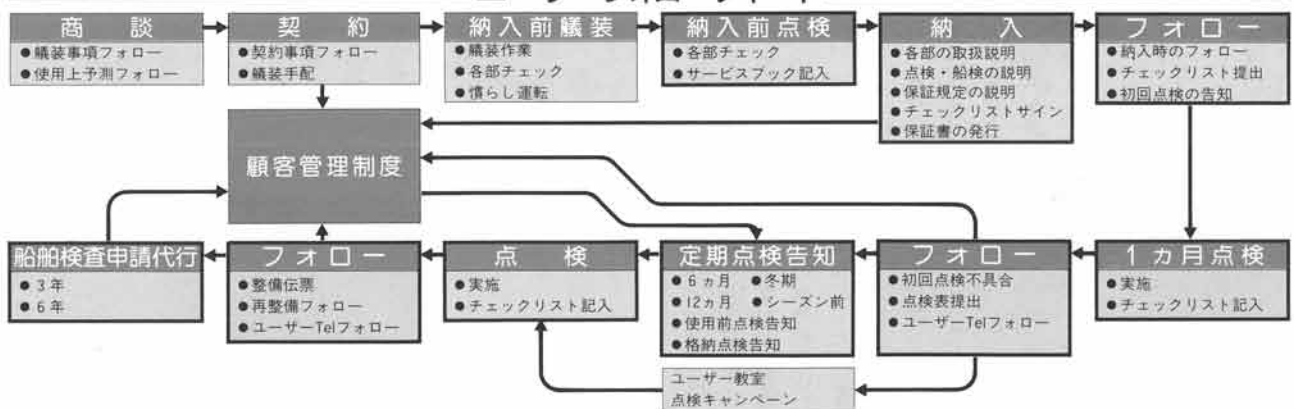 商談
●艤装事項フォロー
●使用上予測フォロー
契約
●契約事項フォロー
●艤装手配
納入前艤装
●艤装作業
●各部チェック
●慣らし運転
納入前点検
●各部チェック
●サービスブック記入
納入
●各部の取扱説明
●点検・船検の説明
●保証規定の説明
●チェックリストサイン
●保証書の発行
フォロー
●納入時のフォロー
●チェックリスト提出
●初回点検の告知
顧客管理制度
船舶検査申請代行
●3年
●6年
フォロー
●整備伝票
●再整備フォロー
●ユーザーTelフォロー
点検
●実施
●チェックリスト記入
定期点検告知
●6ヵ月 ●冬期
●12ヵ月 ●シーズン前
●使用前点検告知
●格納点検告知
フォロー
●初回点検不具合
●点検表提出
●ユーザーTelフォロー
1ヵ月点検
●実施
●チェックリスト記入
ユーザー教室
点検キャンペーン